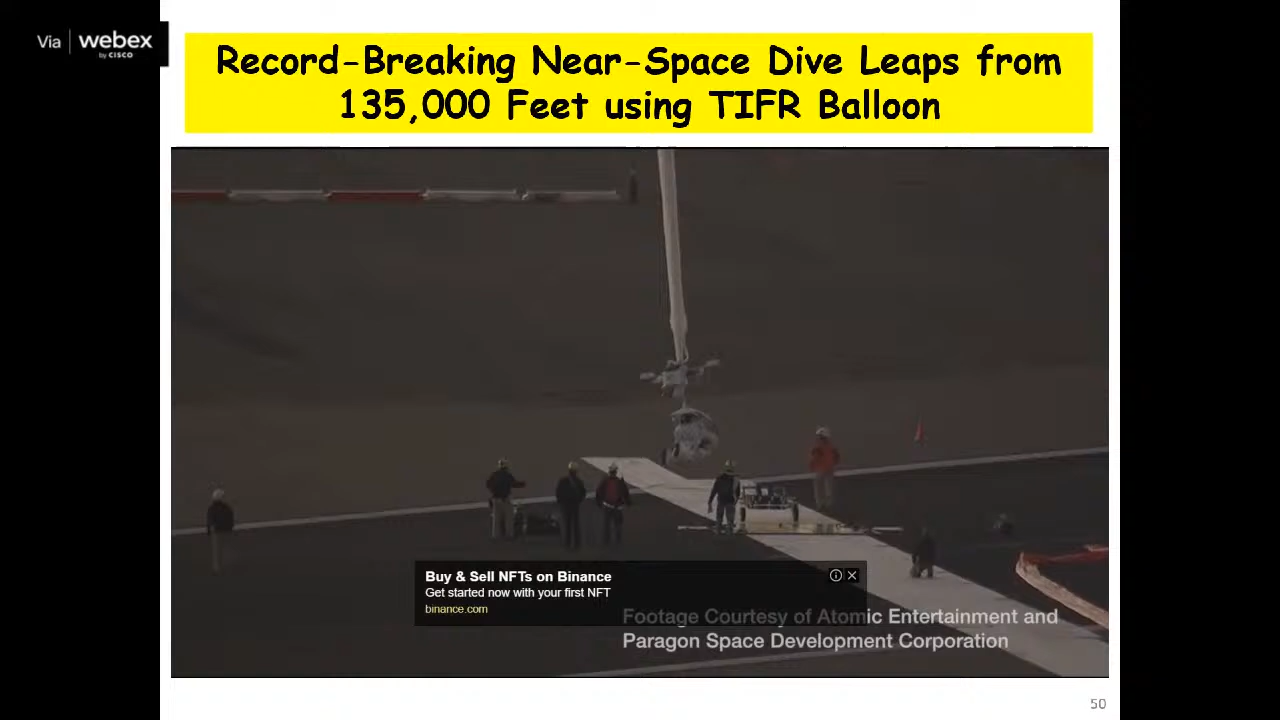 Via webex
by CISCO
Record-Breaking Near-Space Dive Leaps from
135,000 Feet using TIFR Balloon
Buy & Sell NFTs on Binance
Get started now with your first NFT
binance.com
Footage Courtesy of Atomic Entertainment and
Paragon Space Development Corporation
50